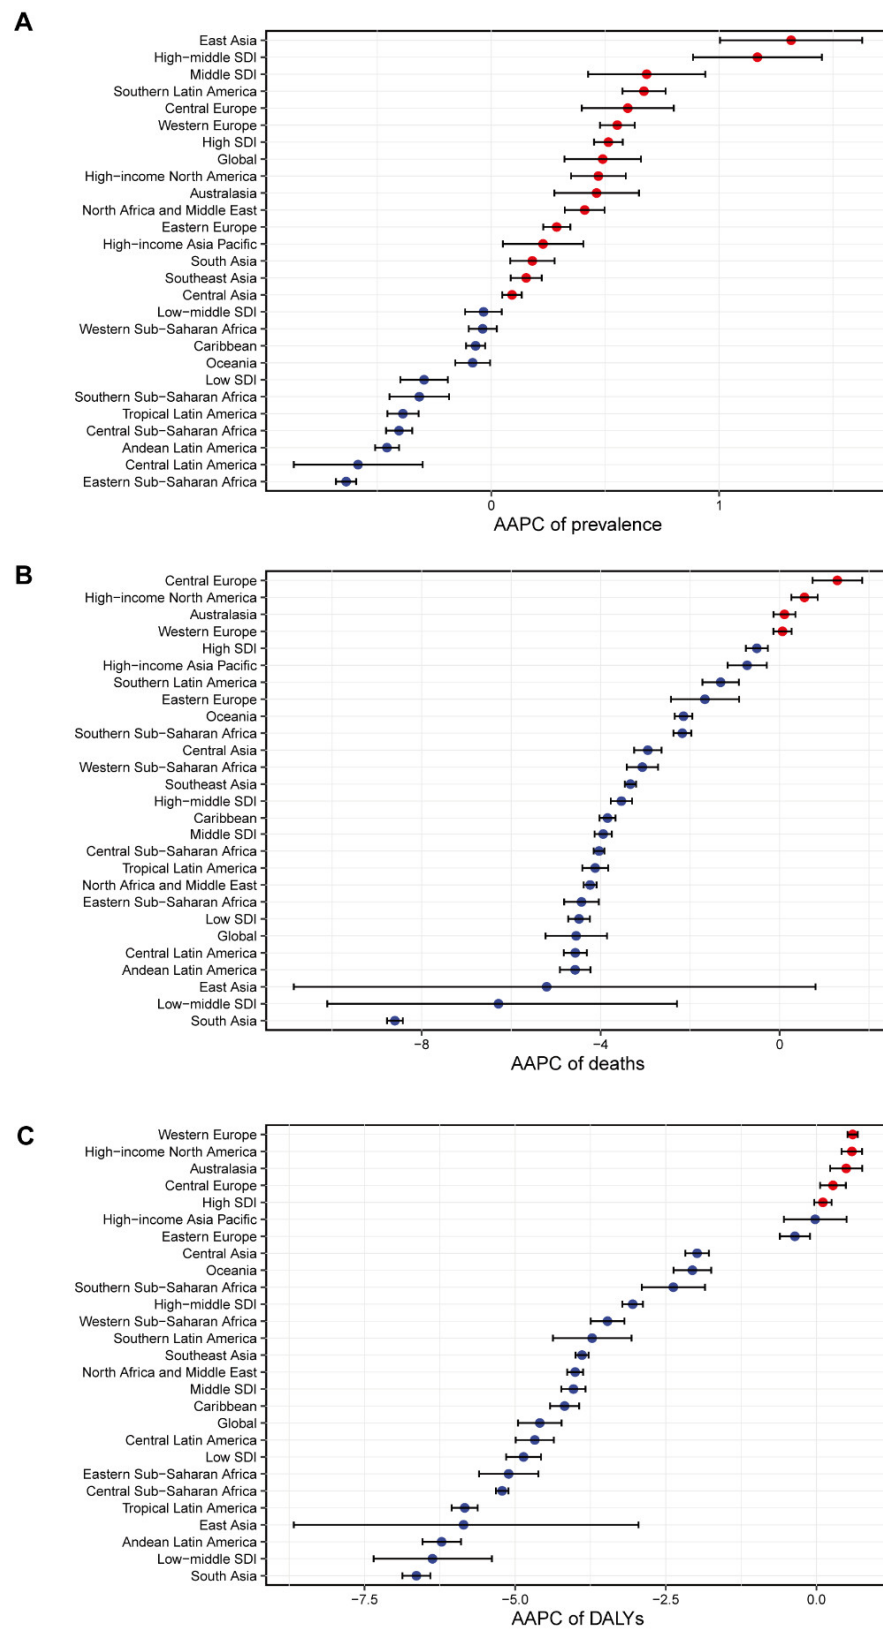 A
East Asia
High-middle SDI
Middle SDI
Southern Latin America
Central Europe
Western Europe
High SDI
Global
High-income North America
Australasia
North Africa and Middle East
Eastern Europe
High-income Asia Pacific
South Asia
Southeast Asia
Central Asia
Low-middle SDI
Western Sub-Saharan Africa
Caribbean
Oceania
Low SDI
Southern Sub-Saharan Africa
Tropical Latin America
Central Sub-Saharan Africa
Andean Latin America
Central Latin America
Eastern Sub-Saharan Africa
0 1
AAPC of prevalence
B
Central Europe
High-income North America
Australasia
Western Europe
High SDI
High-income Asia Pacific
Southern Latin America
Eastern Europe
Oceania
Southern Sub-Saharan Africa
Central Asia
Western Sub-Saharan Africa
Southeast Asia
High-middle SDI
Caribbean
Middle SDI
Central Sub-Saharan Africa
Tropical Latin America
North Africa and Middle East
Eastern Sub-Saharan Africa
Low SDI
Global
Central Latin America
Andean Latin America
East Asia
Low-middle SDI
South Asia
-8 -4 0
AAPC of deaths
C
Western Europe
High-income North America
Australasia
Central Europe
High SDI
High-income Asia Pacific
Eastern Europe
Central Asia
Oceania
Southern Sub-Saharan Africa
High-middle SDI
Western Sub-Saharan Africa
Southern Latin America
Southeast Asia
North Africa and Middle East
Middle SDI
Caribbean
Global
Central Latin America
Low SDI
Eastern Sub-Saharan Africa
Central Sub-Saharan Africa
Tropical Latin America
East Asia
Andean Latin America
Low-middle SDI
South Asia
-7.5 -5.0 -2.5 0.0
AAPC of DALYs